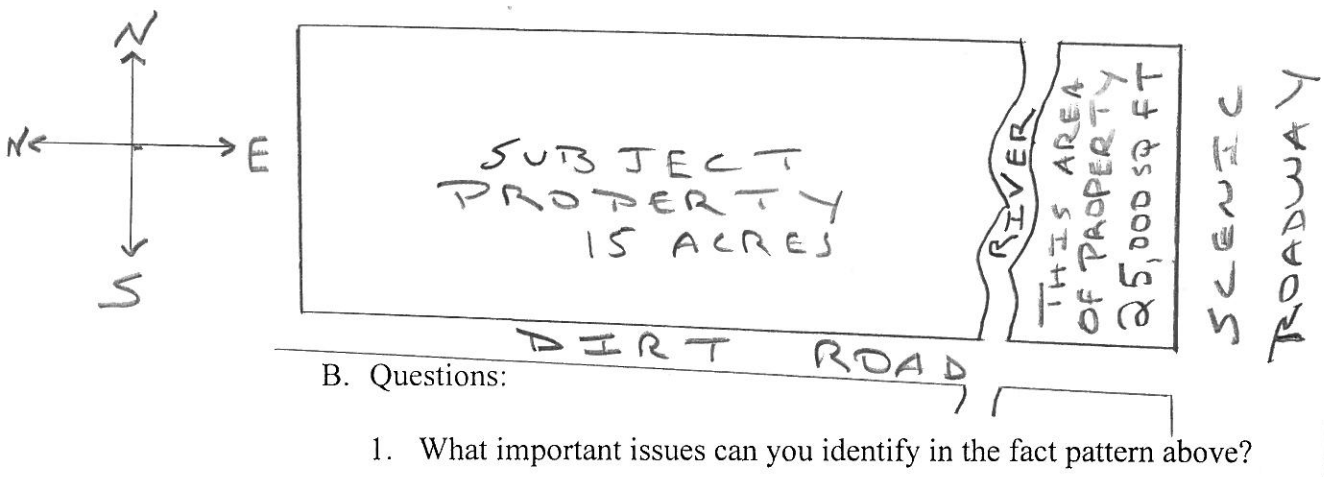 N
N
E
S
SUBJECT
PROPERTY
15 ACRES
RIVER
THIS AREA
OF PROPERTY
25,000 SQ FT
SCENIC
ROADWAY
DIRT ROAD
B. Questions:
1. What important issues can you identify in the fact pattern above?